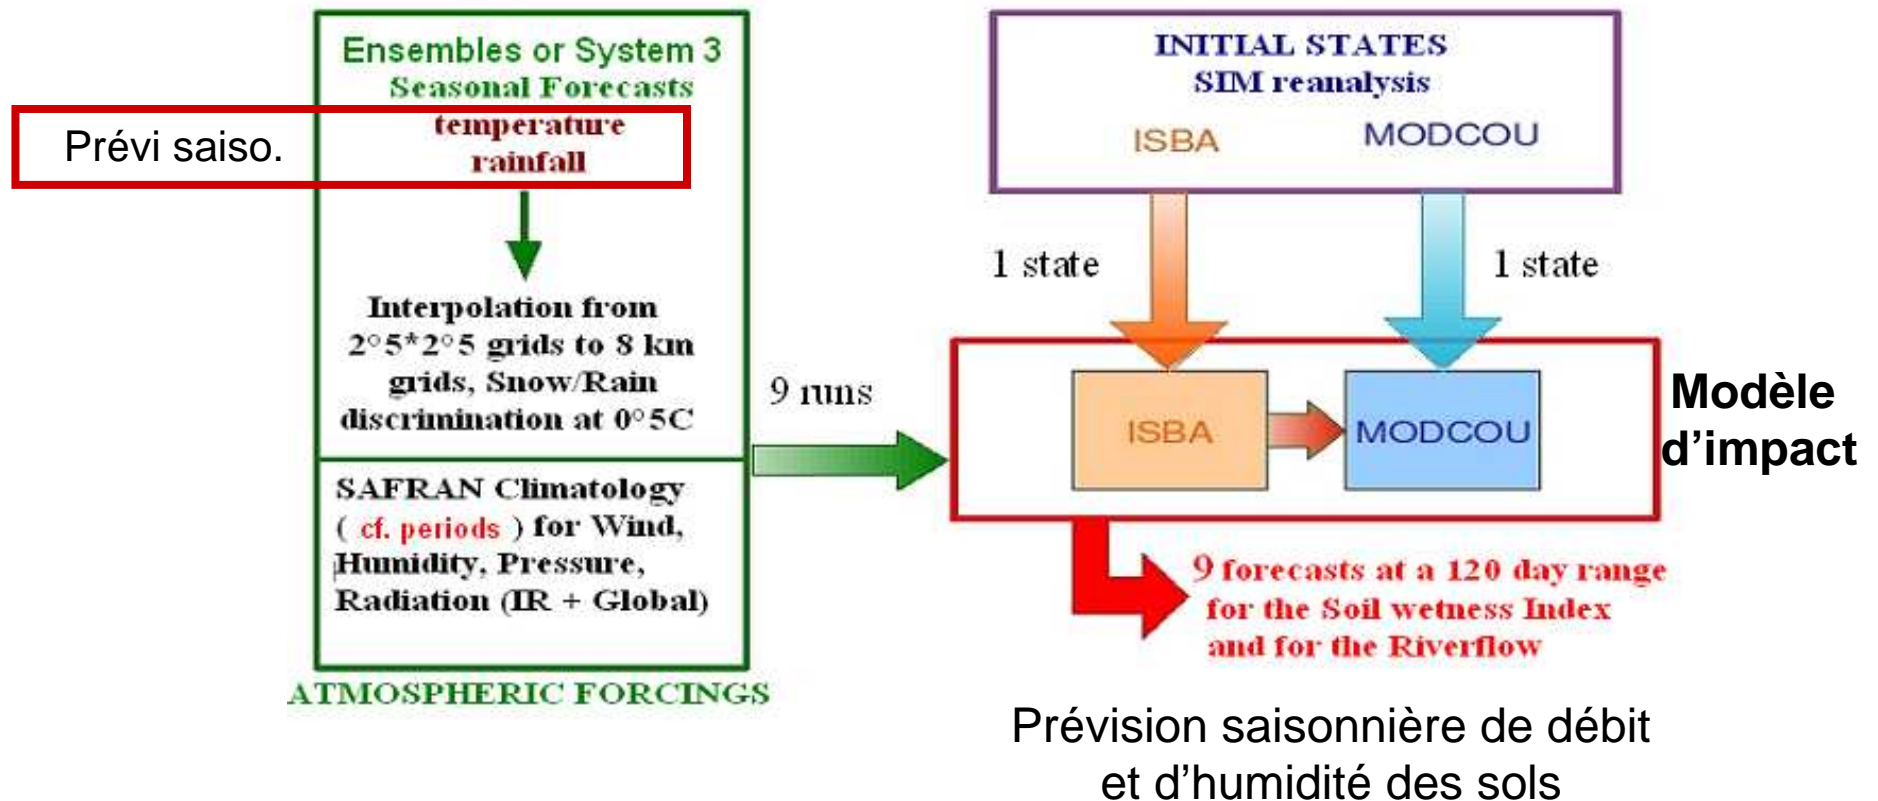 Ensembles or System 3
Seasonal Forecasts
temperature
rainfall
Prévi saiso.
Interpolation from
2°5*2°5 grids to 8 km
grids, Snow/Rain
discrimination at 0°5C
SAFRAN Climatology
( cf. periods ) for Wind,
Humidity, Pressure,
Radiation (IR + Global)
ATMOSPHERIC FORCINGS
9 runs
INITIAL STATES
SIM reanalysis
ISBA
MODCOU
1 state
1 state
ISBA
MODCOU
Modèle
d’impact
9 forecasts at a 120 day range
for the Soil wetness Index
and for the Riverflow
Prévision saisonnière de débit
et d’humidité des sols